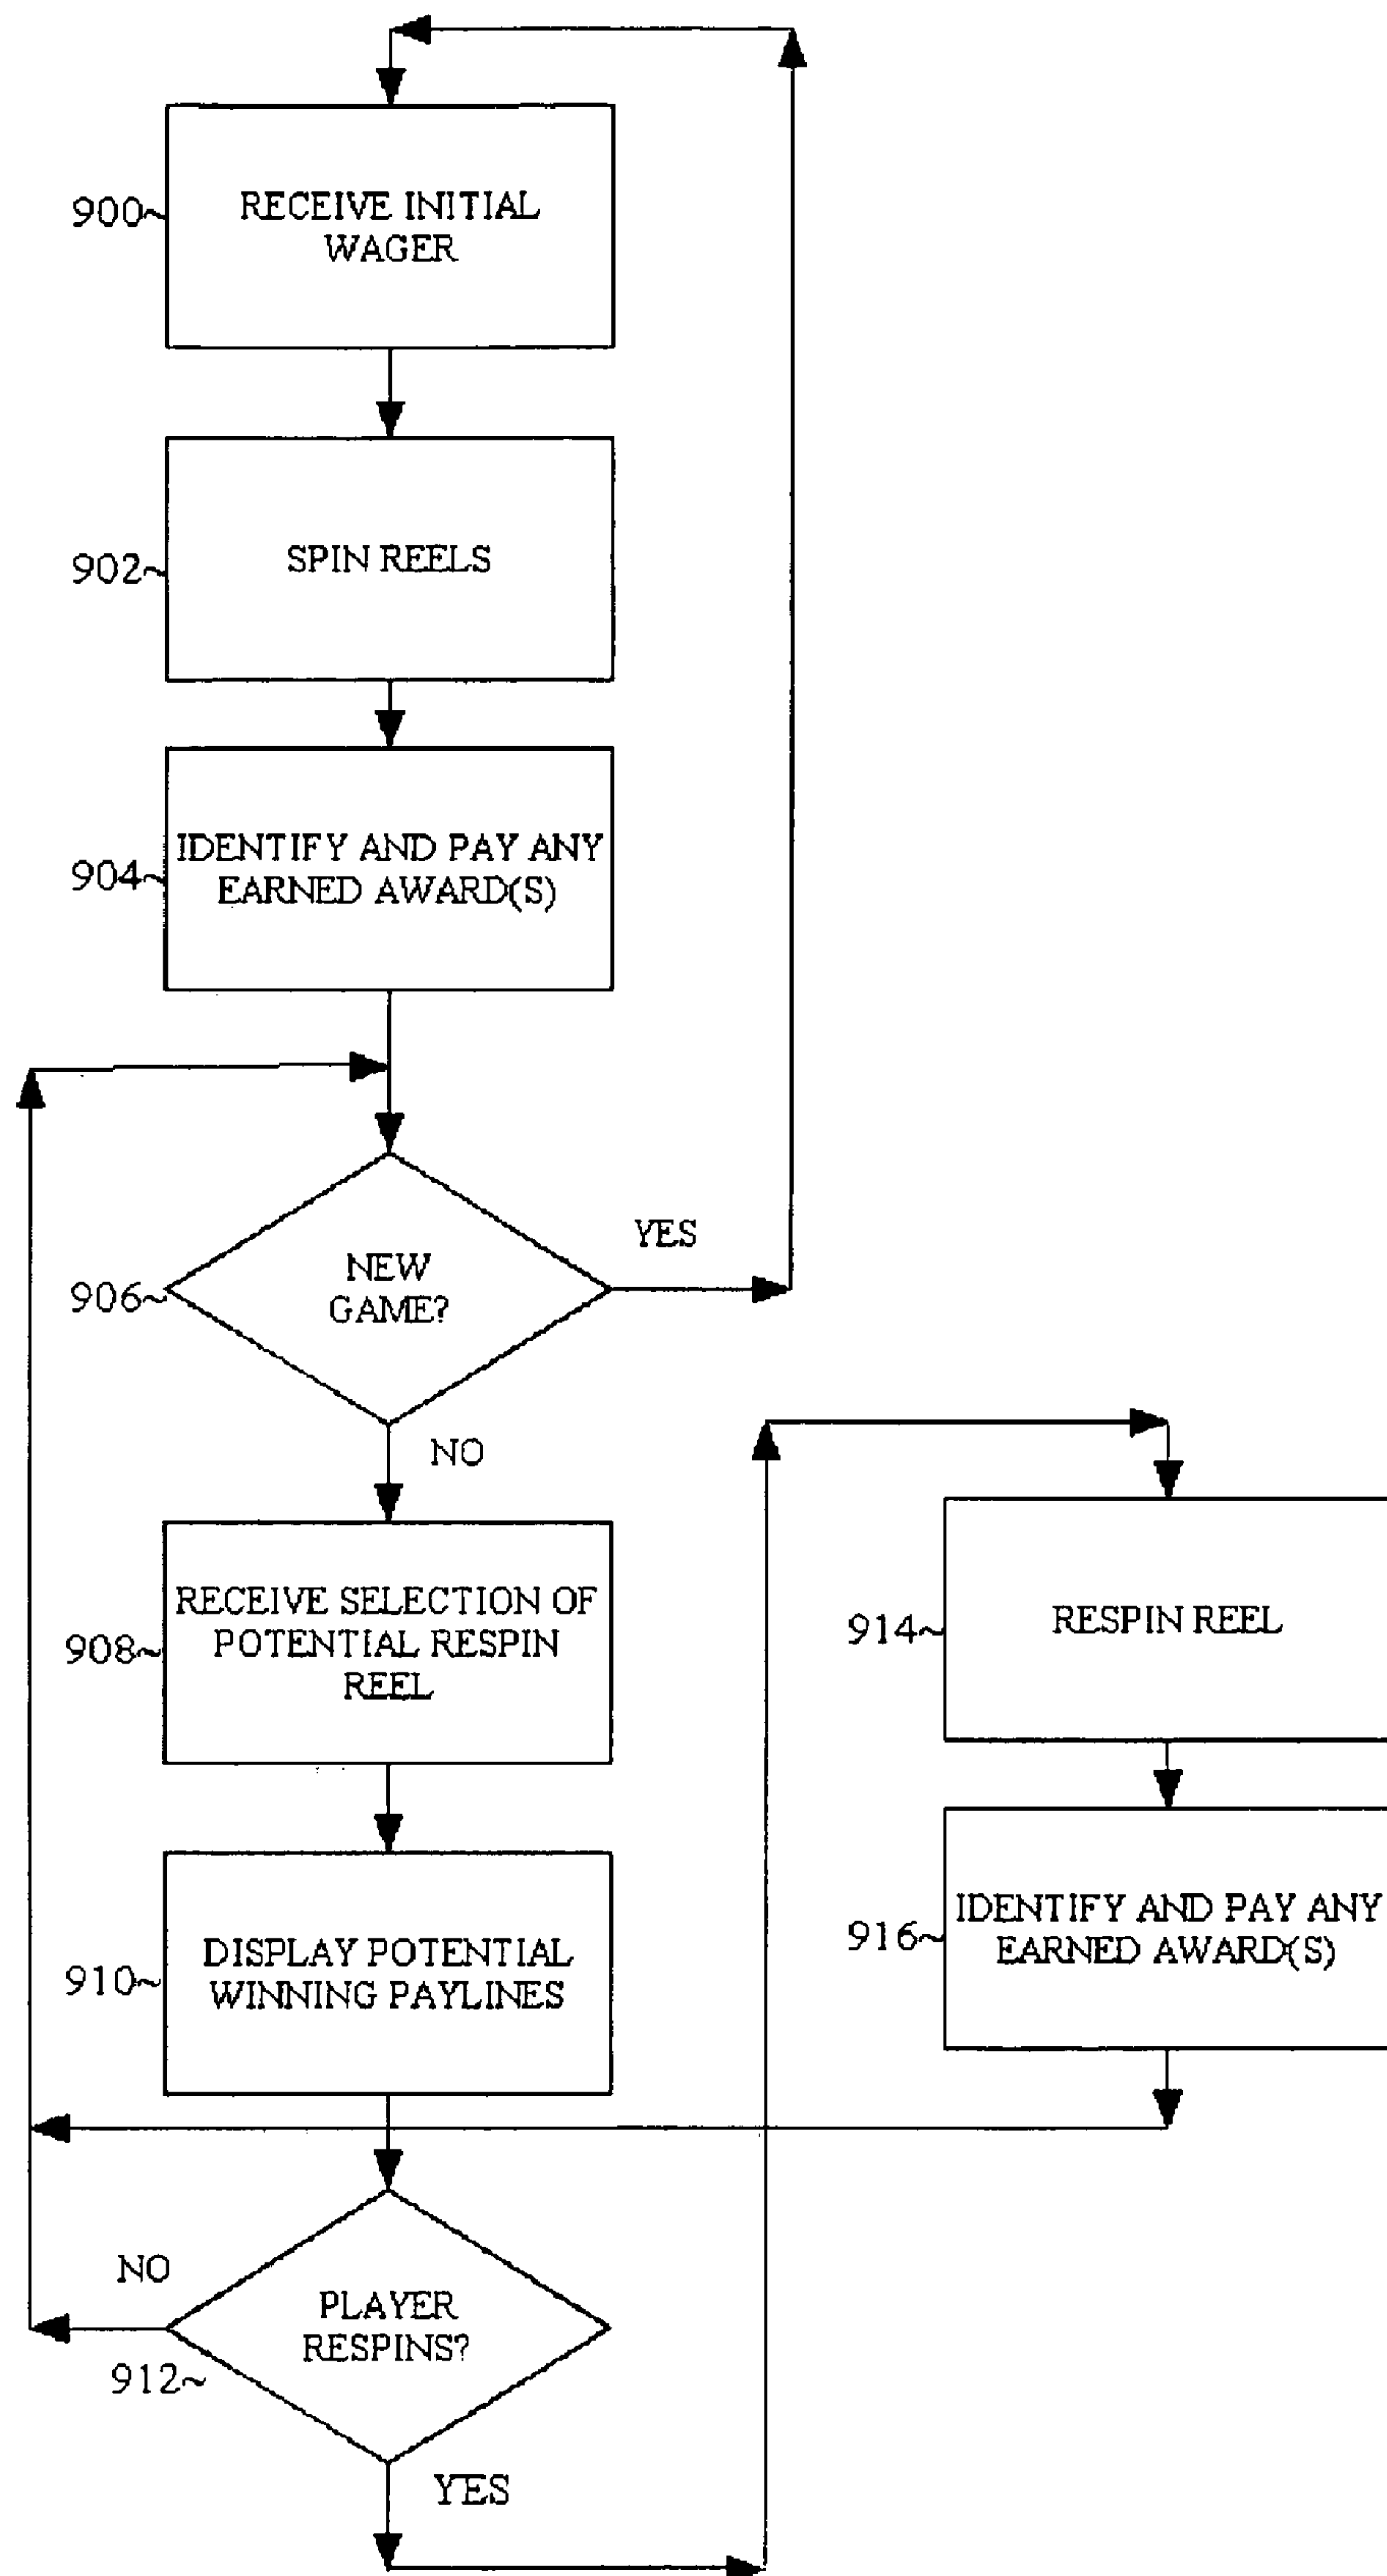 900~
RECEIVE INITIAL
WAGER
902~
SPIN REELS
904~
IDENTIFY AND PAY ANY
EARNED AWARD(S)
906~
NEW
GAME?
YES
NO
908~
RECEIVE SELECTION OF
POTENTIAL RESPIN
REEL
910~
DISPLAY POTENTIAL
WINNING PAYLINES
912~
PLAYER
RESPINS?
NO
YES
914~
RESPIN REEL
916~
IDENTIFY AND PAY ANY
EARNED AWARD(S)